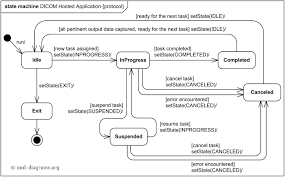 state machine DICOM Hosted Application (protocol)
[ready for the next task] setState(IDLE)/
[all pertinent output data captured, ready for the next task] setState(IDLE)/
run/
[new task assigned]
setState(INPROGRESS)/
[task completed]
setState(COMPLETED)/
Idle
InProgress
Completed
setState(EXIT)/
[cancel task]
setState(CANCELED)/
Canceled
[error encountered]
setState(CANCELED)/
[suspend task]
setState(SUSPENDED)/
[resume task]
setState(INPROGRESS)/
Exit
Suspended
[cancel task]
setState(CANCELED)/
[error encountered]
setState(CANCELED)/
© uml-diagrams.org